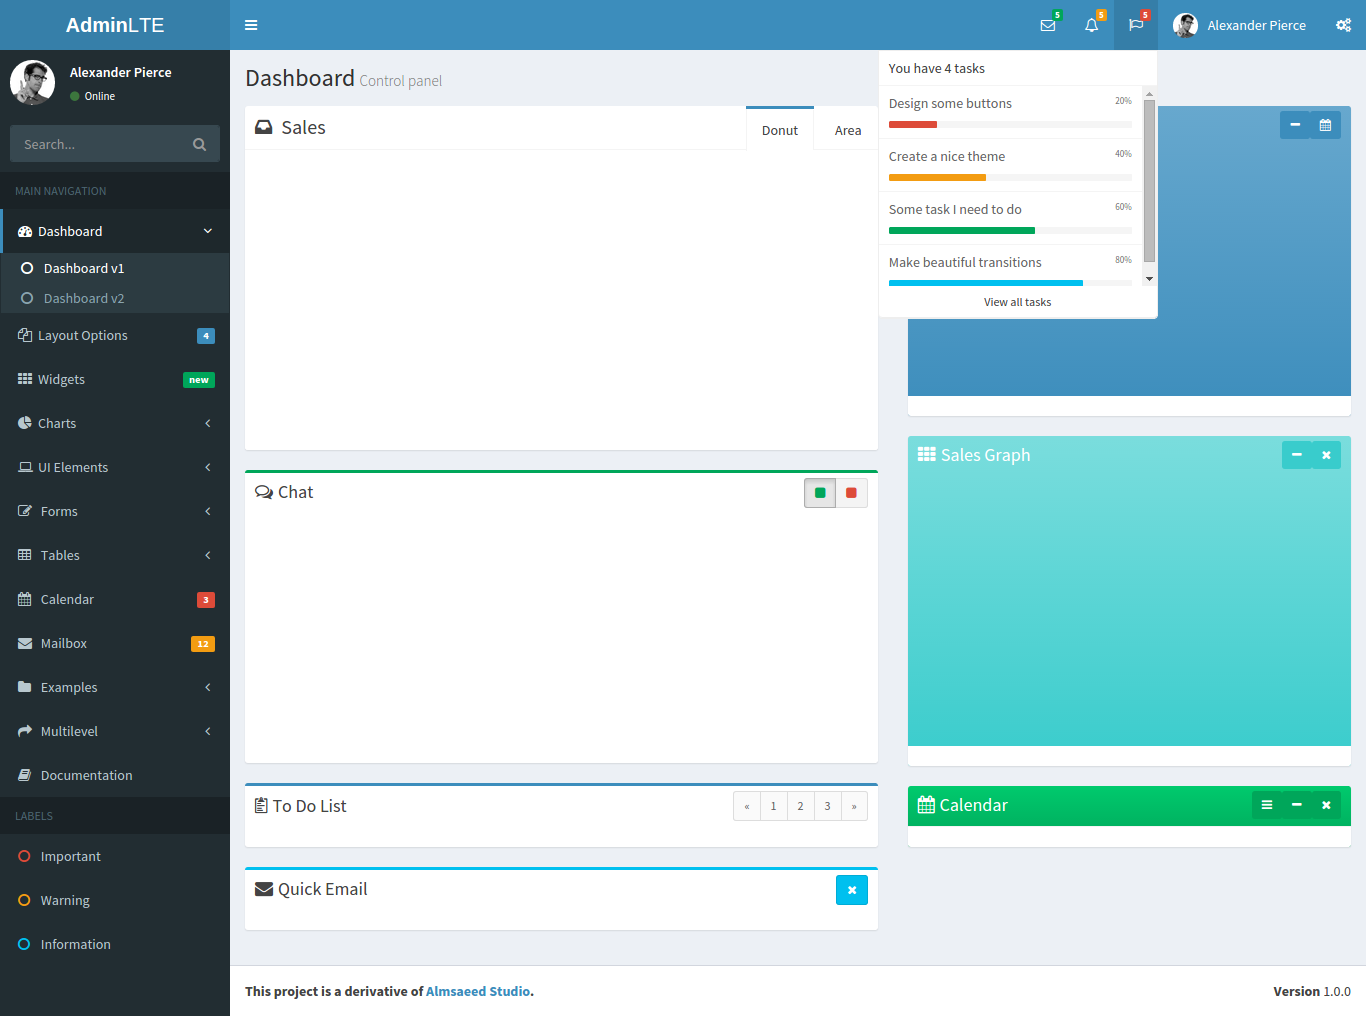 AdminLTE
5
5
5
Alexander Pierce
Alexander Pierce
Online
Search...
MAIN NAVIGATION
Dashboard
Dashboard v1
Dashboard v2
Layout Options 4
Widgets new
Charts
UI Elements
Forms
Tables
Calendar 3
Mailbox 12
Examples
Multilevel
Documentation
LABELS
Important
Warning
Information
Dashboard Control panel
Sales
Donut
Area
You have 4 tasks
Design some buttons 20%
Create a nice theme 40%
Some task I need to do 60%
Make beautiful transitions 80%
View all tasks
Chat
To Do List
« 1 2 3 »
Quick Email
Sales Graph
Calendar
This project is a derivative of Almsaeed Studio.
Version 1.0.0